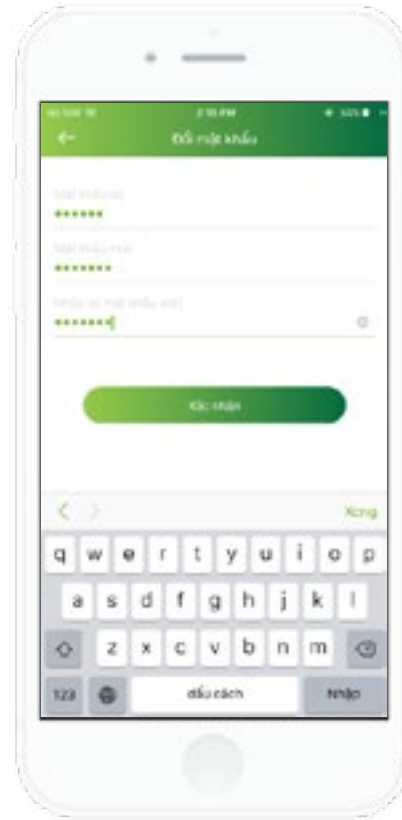 2:15 PM
Đổi mật khẩu
Mật khẩu cũ
••••••
Mật khẩu mới
•••••••
Nhập lại mật khẩu mới
•••••••
Xác nhận
Xong
q w e r t y u i o p
a s d f g h j k l
z x c v b n m
123 dấu cách Nhập